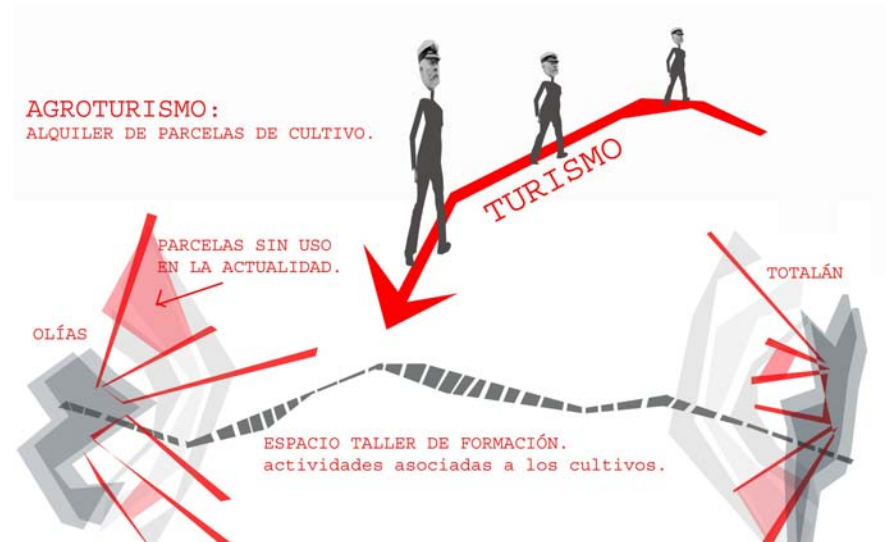 AGROTURISMO:
ALQUILER DE PARCELAS DE CULTIVO.
TURISMO
PARCELAS SIN USO
EN LA ACTUALIDAD.
TOTALÁN
OLÍAS
ESPACIO TALLER DE FORMACIÓN.
actividades asociadas a los cultivos.